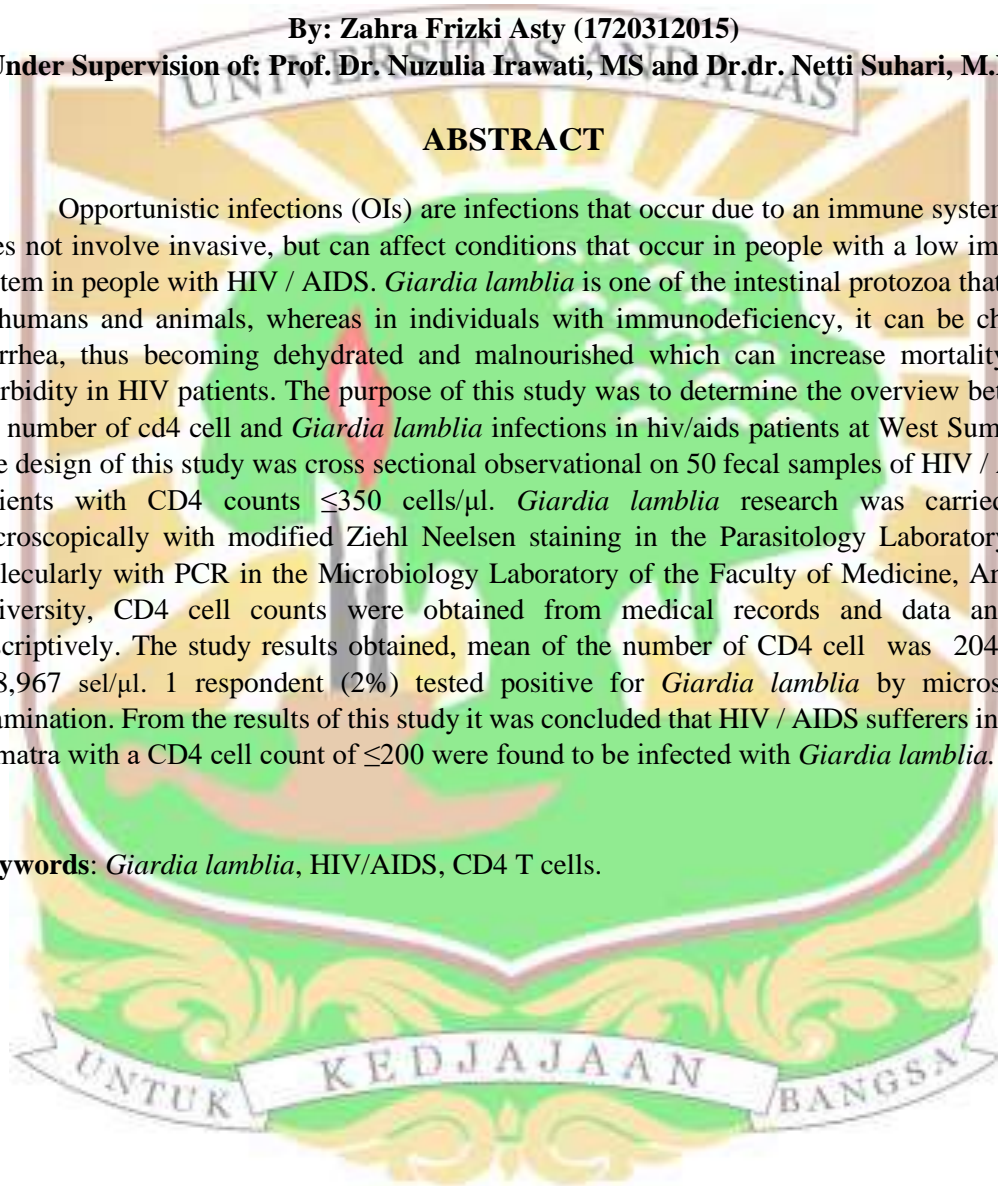 By: Zahra Frizki Asty (1720312015)
Under Supervision of: Prof. Dr. Nuzulia Irawati, MS and Dr.dr. Netti Suhari, M.
UNIVERSITAS ANDALAS
ABSTRACT
Opportunistic infections (OIs) are infections that occur due to an immune system
es not involve invasive, but can affect conditions that occur in people with a low im
tem in people with HIV / AIDS. Giardia lamblia is one of the intestinal protozoa that
humans and animals, whereas in individuals with immunodeficiency, it can be ch
rrhea, thus becoming dehydrated and malnourished which can increase mortality
rbidity in HIV patients. The purpose of this study was to determine the overview bet
number of cd4 cell and Giardia lamblia infections in hiv/aids patients at West Sum
e design of this study was cross sectional observational on 50 fecal samples of HIV /
ients with CD4 counts ≤350 cells/µl. Giardia lamblia research was carried
croscopically with modified Ziehl Neelsen staining in the Parasitology Laboratory
lecularly with PCR in the Microbiology Laboratory of the Faculty of Medicine, An
iversity, CD4 cell counts were obtained from medical records and data an
scriptively. The study results obtained, mean of the number of CD4 cell was 204
8,967 sel/µl. 1 respondent (2%) tested positive for Giardia lamblia by micros
amination. From the results of this study it was concluded that HIV / AIDS sufferers in
matra with a CD4 cell count of ≤200 were found to be infected with Giardia lamblia.
ywords: Giardia lamblia, HIV/AIDS, CD4 T cells.
UNTUK KEDJAJAAN BANGSA